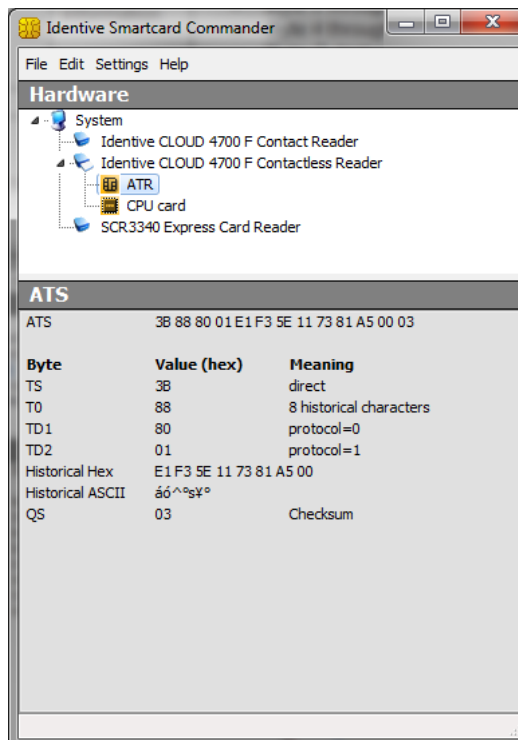 Identive Smartcard Commander
File Edit Settings Help
Hardware
System
Identive CLOUD 4700 F Contact Reader
Identive CLOUD 4700 F Contactless Reader
ATR
CPU card
SCR3340 Express Card Reader
ATS
ATS 3B 88 80 01 E1 F3 5E 11 73 81 A5 00 03
Byte Value (hex) Meaning
TS 3B direct
T0 88 8 historical characters
TD1 80 protocol=0
TD2 01 protocol=1
Historical Hex E1 F3 5E 11 73 81 A5 00
Historical ASCII áó^°s¥°
QS 03 Checksum